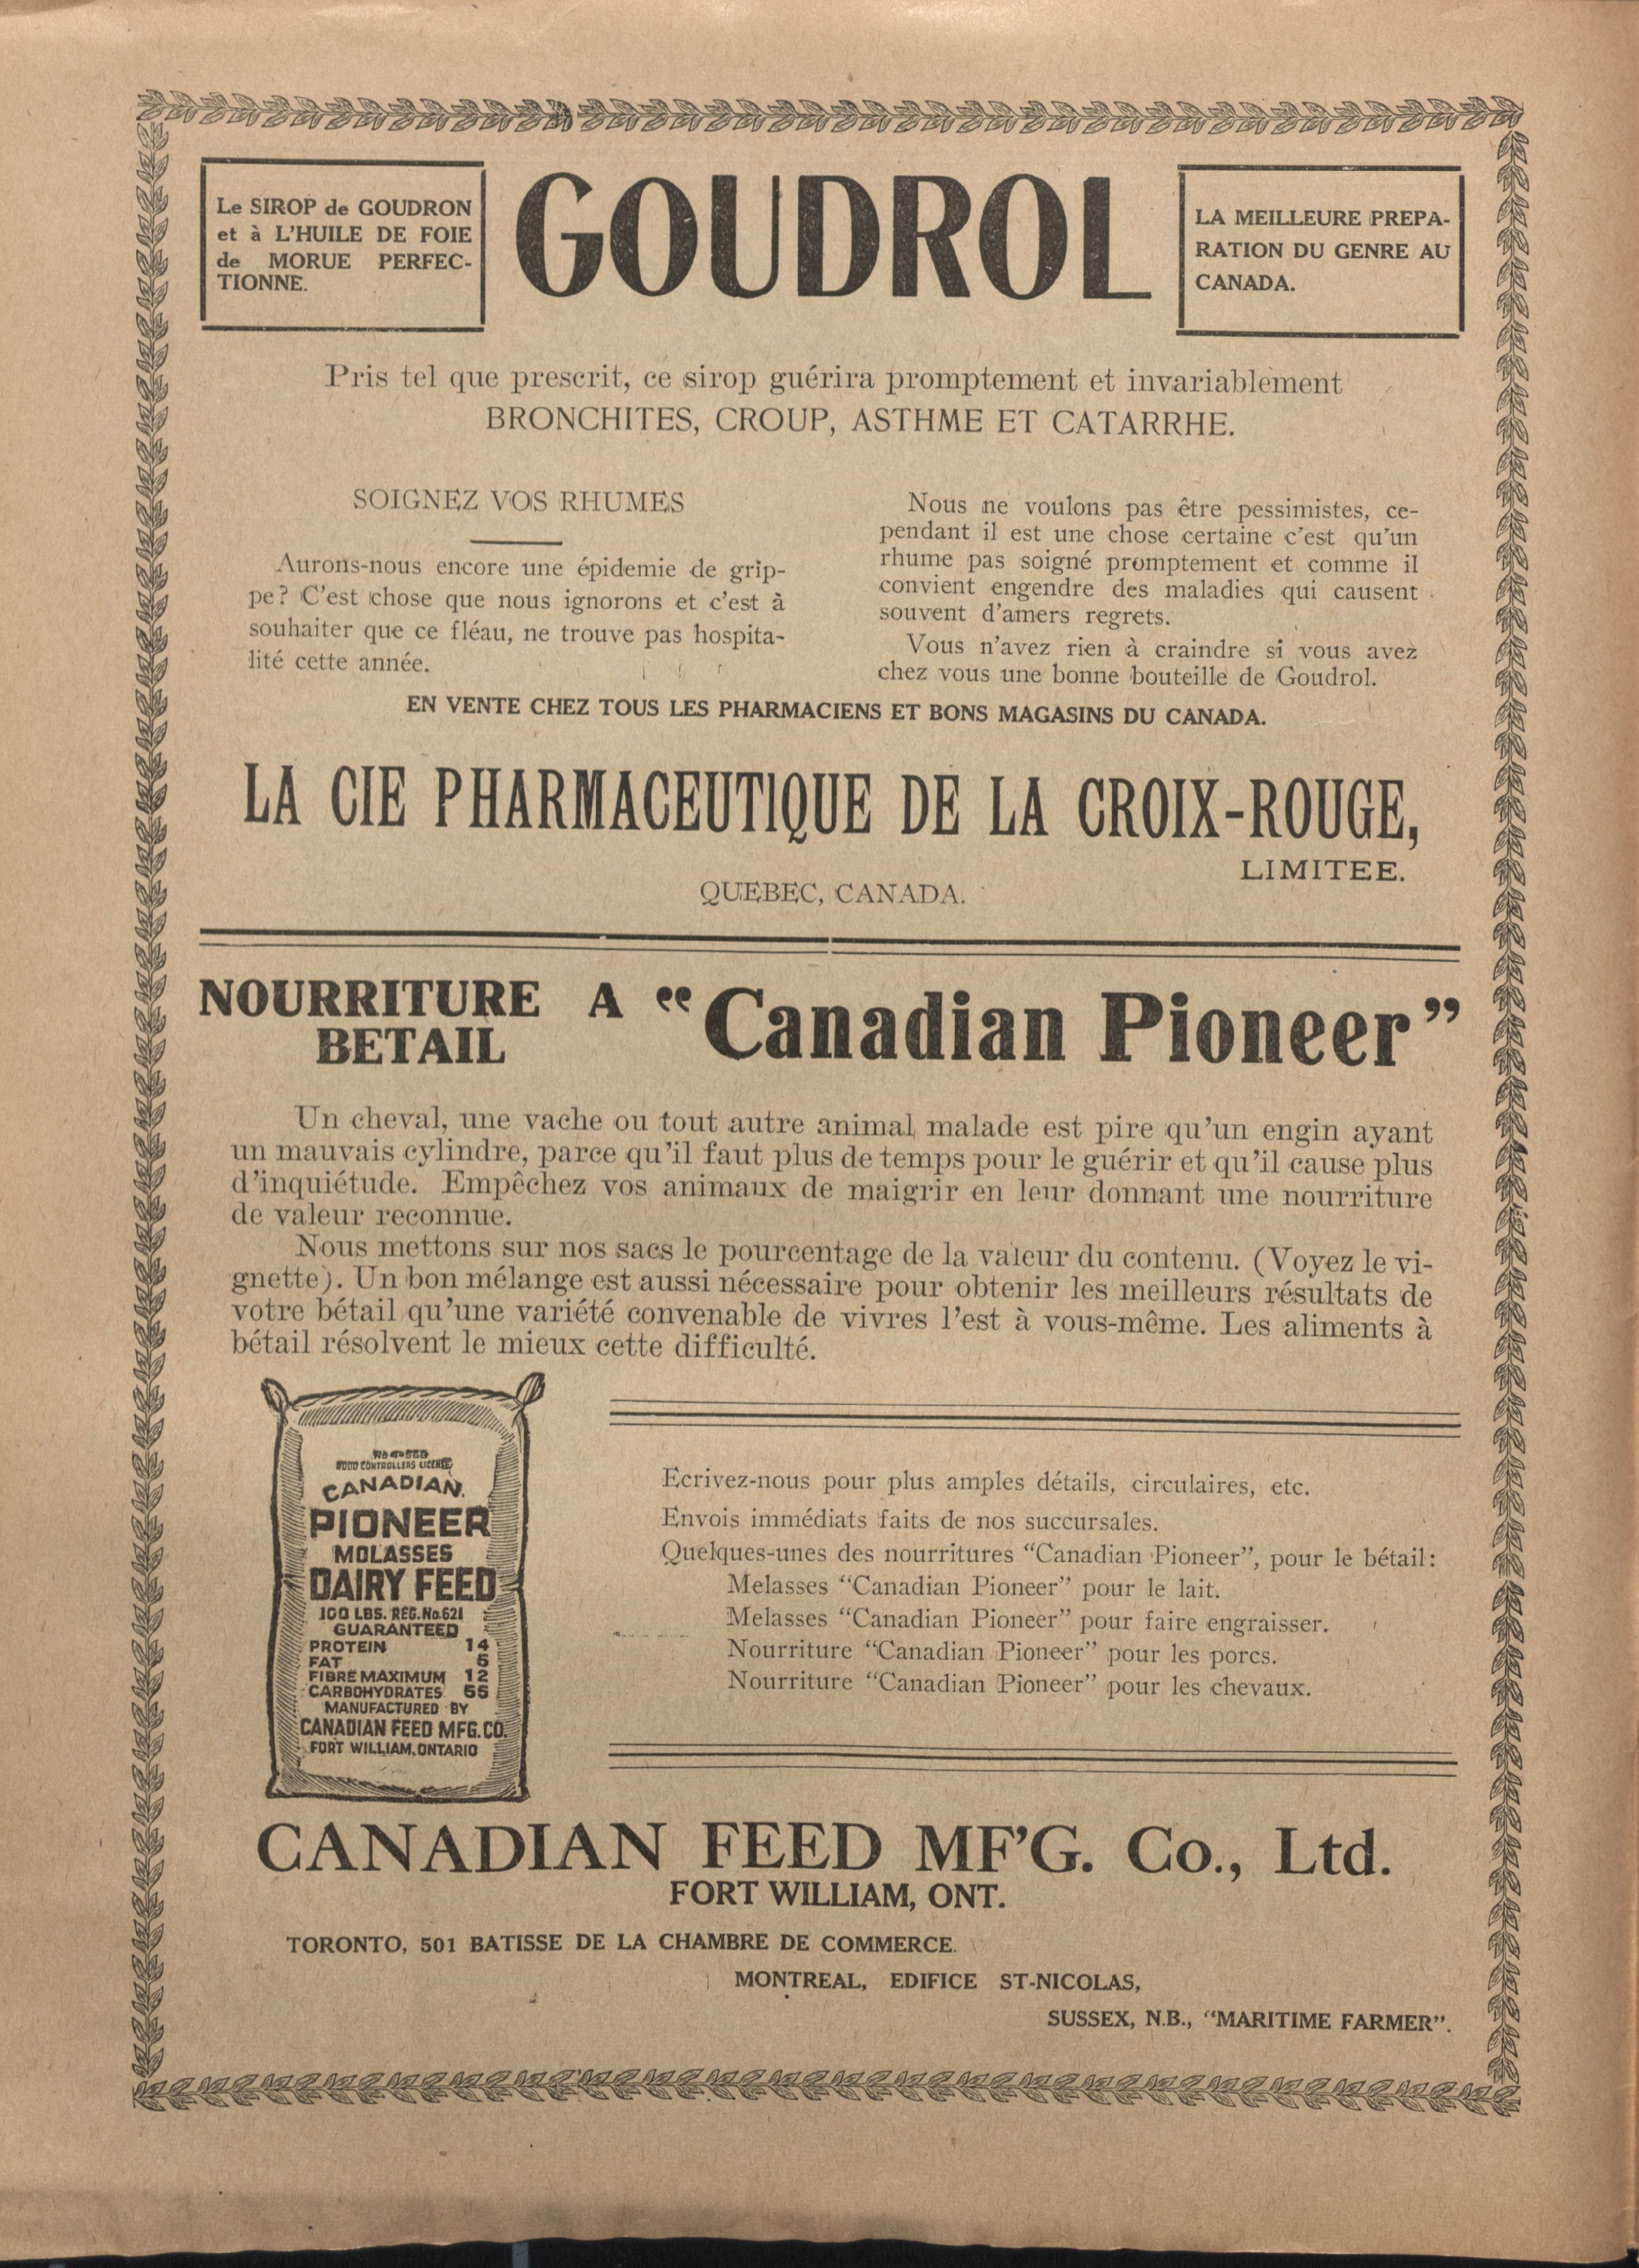 Le SIROP de GOUDRON
et à L'HUILE DE FOIE
de MORUE PERFEC-
TIONNE.
GOUDROL
LA MEILLEURE PREPA-
RATION DU GENRE AU
CANADA.
Pris tel que prescrit, ce sirop guérira promptement et invariablement
BRONCHITES, CROUP, ASTHME ET CATARRHE.
SOIGNEZ VOS RHUMES
Aurons-nous encore une épidemie de grip-
pe? C'est chose que nous ignorons et c'est à
souhaiter que ce fléau, ne trouve pas hospita-
lité cette année.
Nous ne voulons pas être pessimistes, ce-
pendant il est une chose certaine c'est qu'un
rhume pas soigné promptement et comme il
convient engendre des maladies qui causent
souvent d'amers regrets.
Vous n'avez rien à craindre si vous avez
chez vous une bonne bouteille de Goudrol.
EN VENTE CHEZ TOUS LES PHARMACIENS ET BONS MAGASINS DU CANADA.
LA CIE PHARMACEUTIQUE DE LA CROIX-ROUGE,
LIMITEE.
QUEBEC, CANADA.
NOURRITURE A
BETAIL
"Canadian Pioneer"
Un cheval, une vache ou tout autre animal malade est pire qu'un engin ayant
un mauvais cylindre, parce qu'il faut plus de temps pour le guérir et qu'il cause plus
d'inquiétude. Empêchez vos animaux de maigrir en leur donnant une nourriture
de valeur reconnue.
Nous mettons sur nos sacs le pourcentage de la valeur du contenu. (Voyez le vi-
gnette). Un bon mélange est aussi nécessaire pour obtenir les meilleurs résultats de
votre bétail qu'une variété convenable de vivres l'est à vous-même. Les aliments à
bétail résolvent le mieux cette difficulté.
FOOD CONTROLLERS LICENSE
CANADIAN
PIONEER
MOLASSES
DAIRY FEED
100 LBS. REG. No. 621
GUARANTEED
PROTEIN 14
FAT 5
FIBRE MAXIMUM 12
CARBOHYDRATES 55
MANUFACTURED BY
CANADIAN FEED MFG. CO.
FORT WILLIAM, ONTARIO
Ecrivez-nous pour plus amples détails, circulaires, etc.
Envois immédiats faits de nos succursales.
Quelques-unes des nourritures "Canadian Pioneer", pour le bétail:
Melasses "Canadian Pioneer" pour le lait.
Melasses "Canadian Pioneer" pour faire engraisser.
Nourriture "Canadian Pioneer" pour les porcs.
Nourriture "Canadian Pioneer" pour les chevaux.
CANADIAN FEED MF'G. Co., Ltd.
FORT WILLIAM, ONT.
TORONTO, 501 BATISSE DE LA CHAMBRE DE COMMERCE.
MONTREAL, EDIFICE ST-NICOLAS,
SUSSEX, N.B., "MARITIME FARMER".